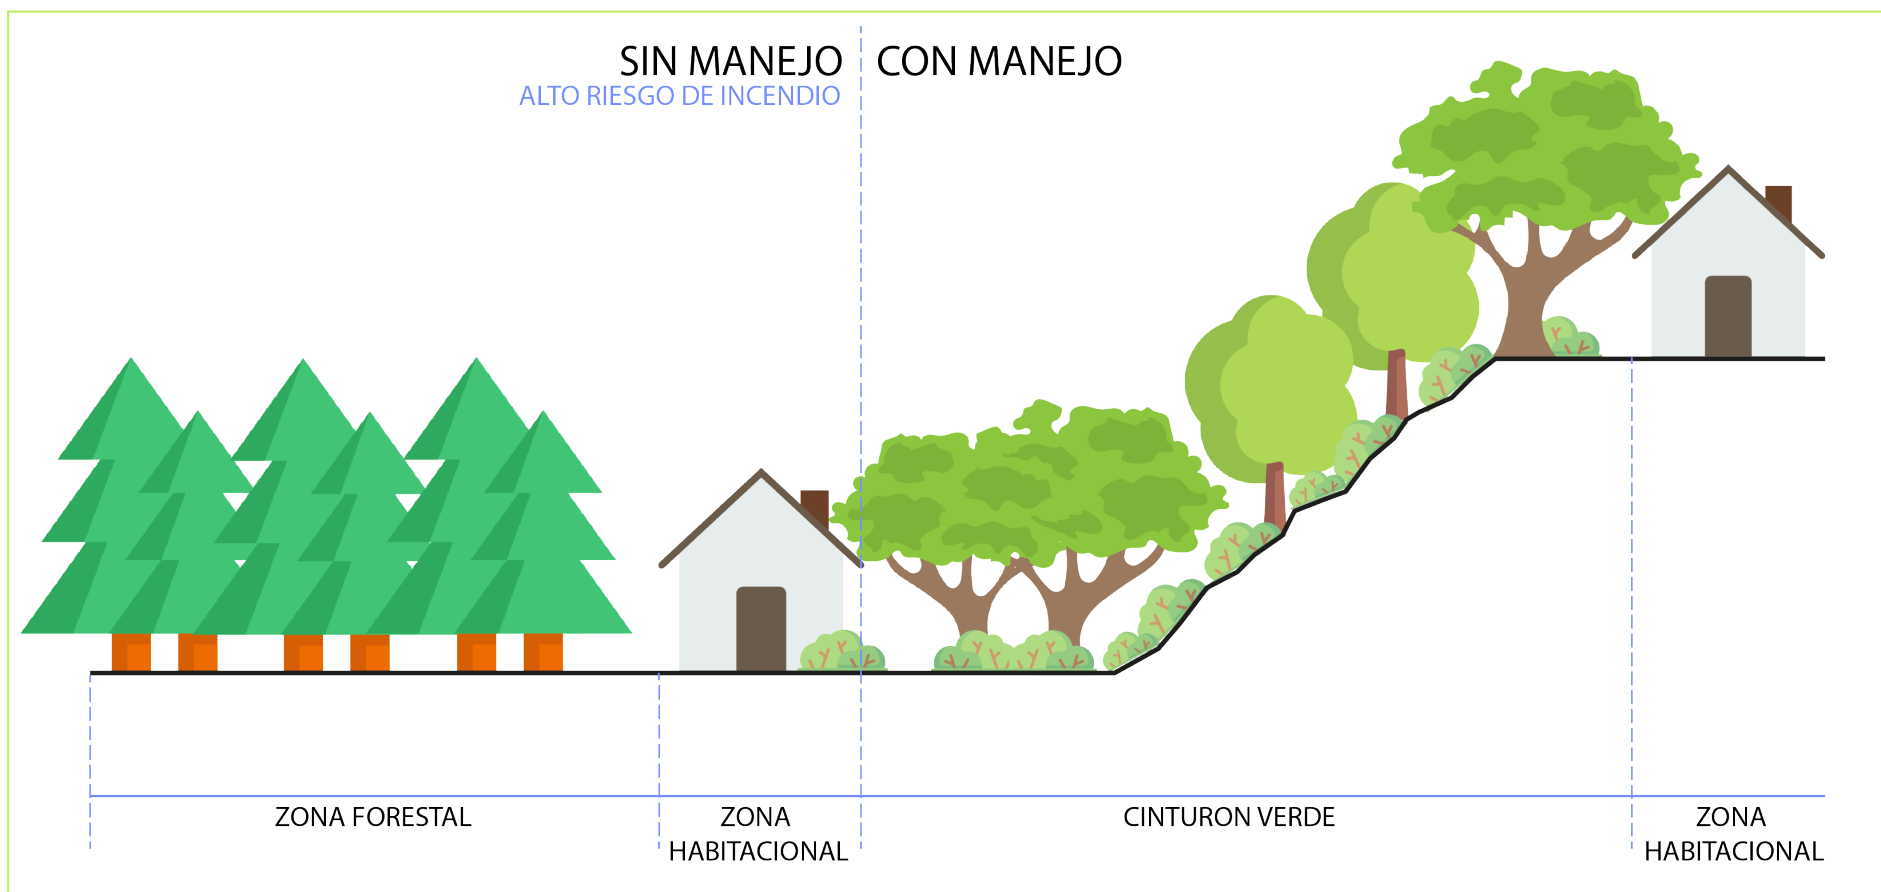 SIN MANEJO
ALTO RIESGO DE INCENDIO
CON MANEJO
ZONA FORESTAL
ZONA
HABITACIONAL
CINTURON VERDE
ZONA
HABITACIONAL